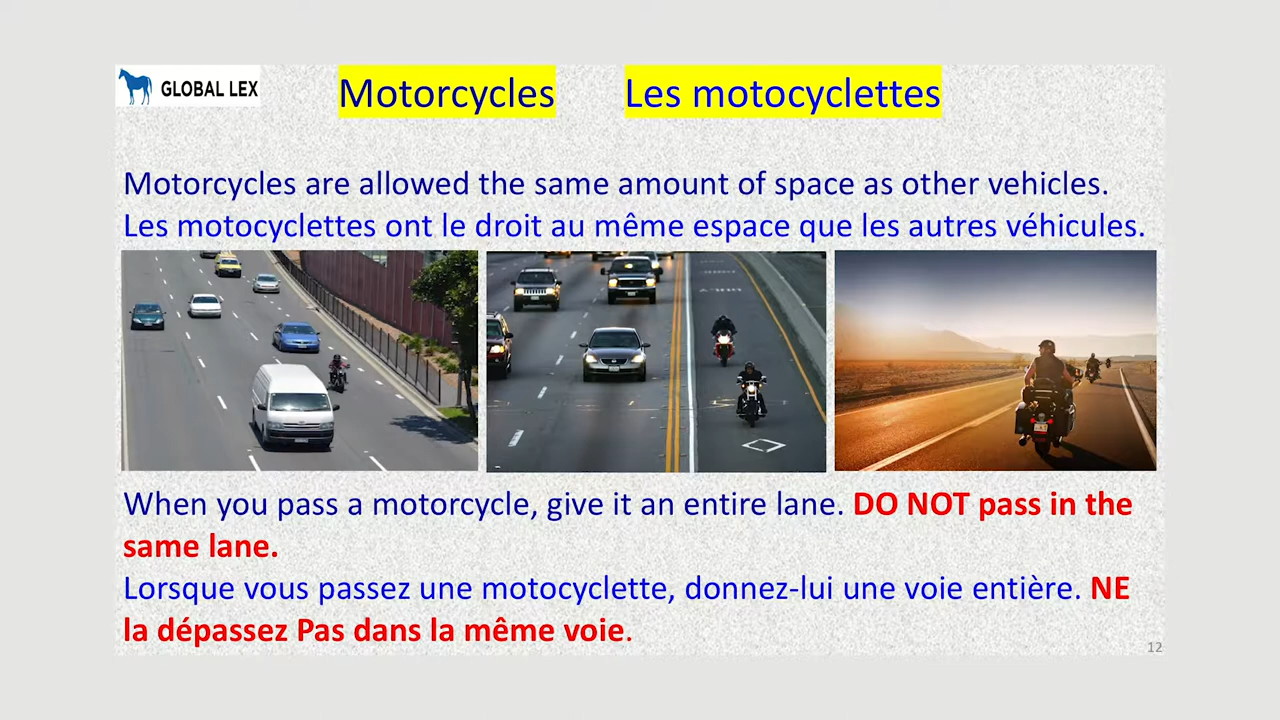 GLOBAL LEX
Motorcycles Les motocyclettes
Motorcycles are allowed the same amount of space as other vehicles.
Les motocyclettes ont le droit au même espace que les autres véhicules.
When you pass a motorcycle, give it an entire lane. DO NOT pass in the
same lane.
Lorsque vous passez une motocyclette, donnez-lui une voie entière. NE
la dépassez Pas dans la même voie.
12